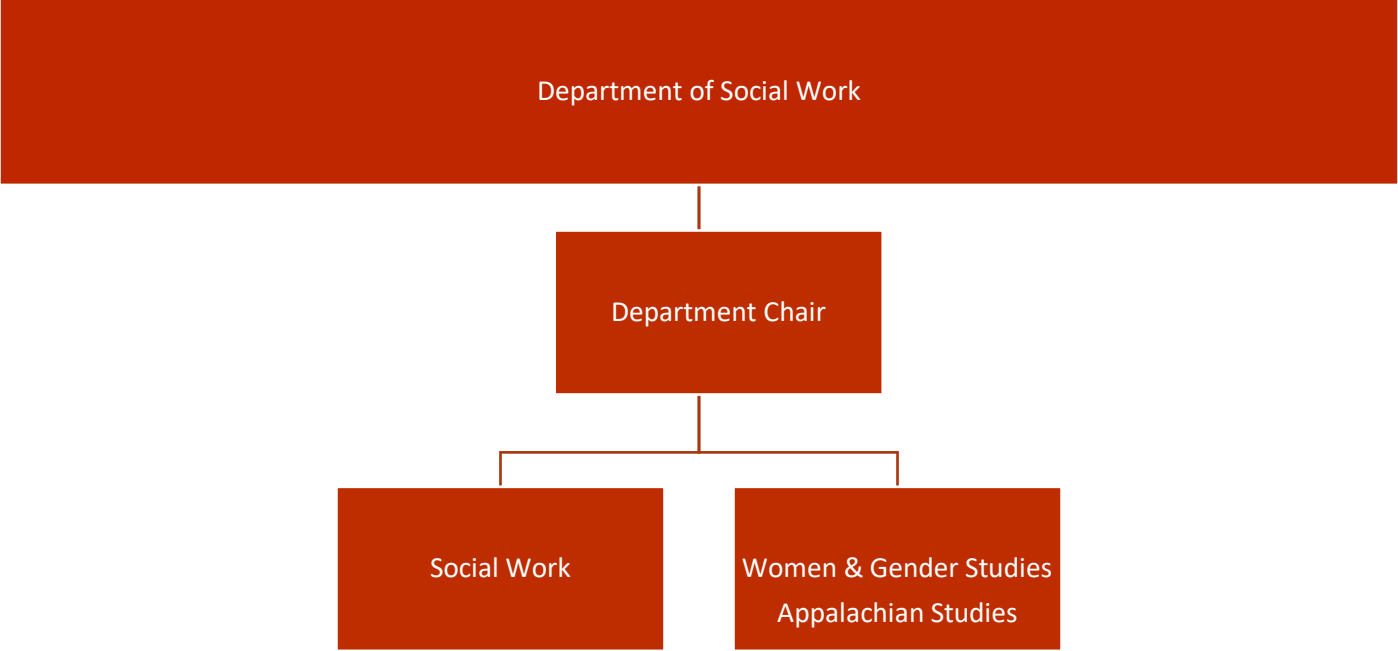 Department of Social Work
Department Chair
Social Work
Women & Gender Studies
Appalachian Studies